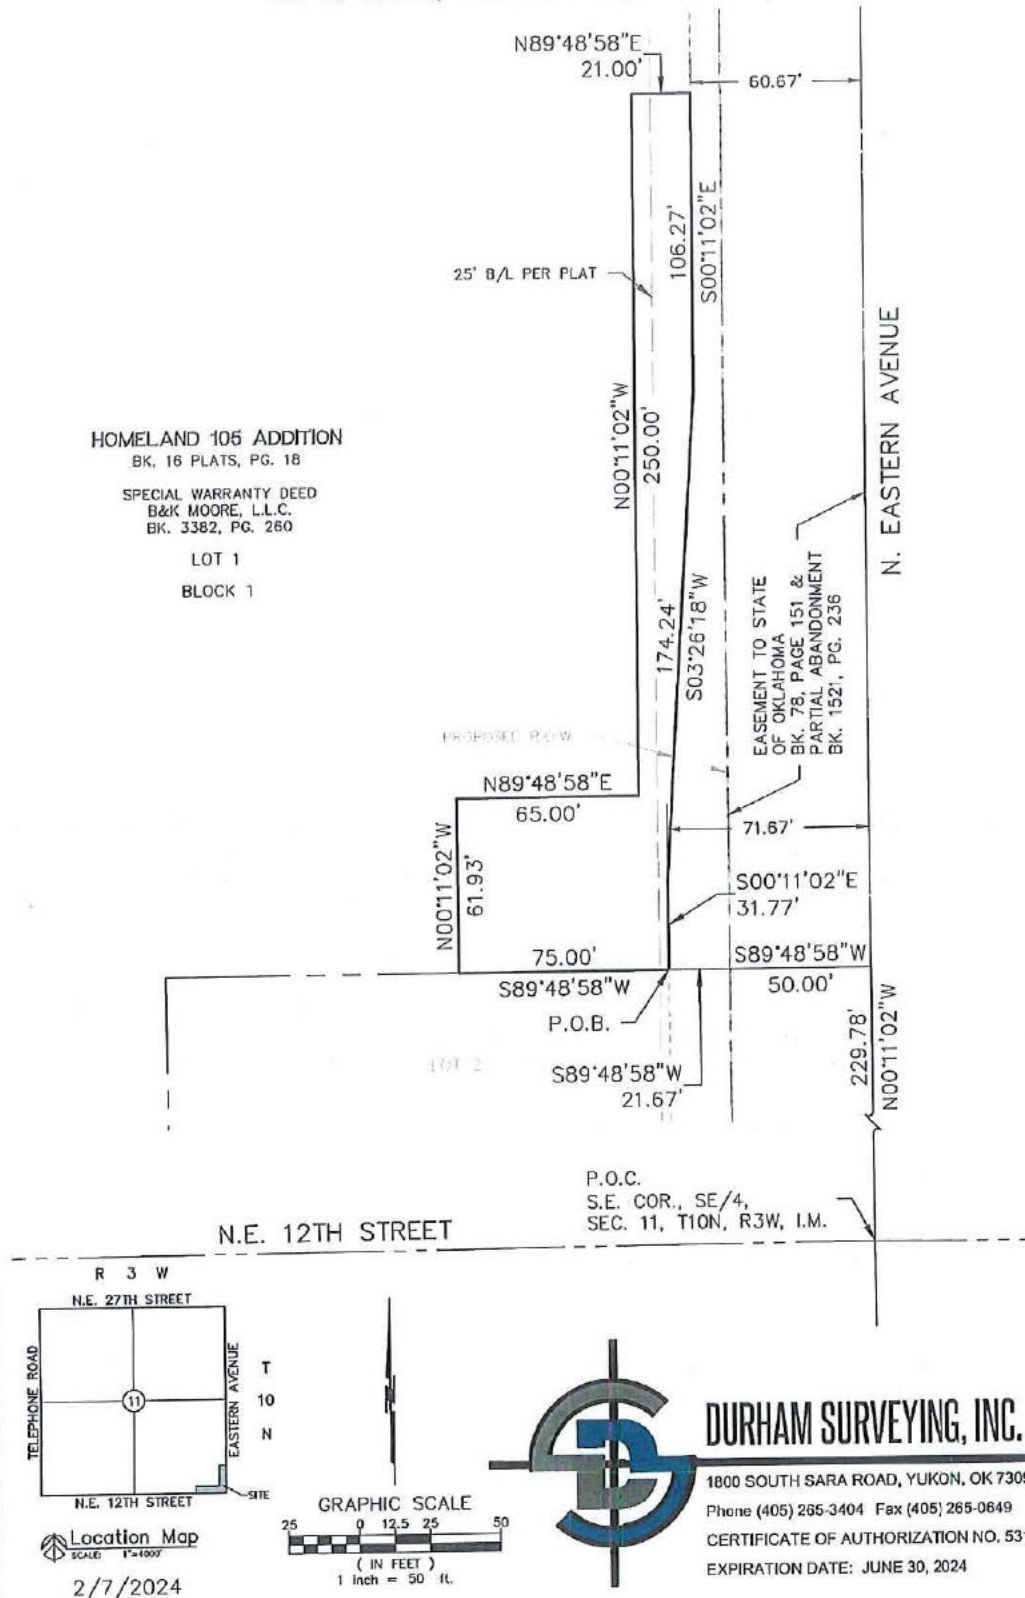 N89°48'58"E
21.00'
60.67'
106.27'
S00°11'02"E
25' B/L PER PLAT
N00°11'02"W
250.00'
N. EASTERN AVENUE
HOMELAND 105 ADDITION
BK. 16 PLATS, PG. 18
SPECIAL WARRANTY DEED
B&K MOORE, L.L.C.
BK. 3382, PG. 260
LOT 1
BLOCK 1
174.24'
S03°26'18"W
EASEMENT TO STATE
OF OKLAHOMA
BK. 78, PAGE 151 &
PARTIAL ABANDONMENT
BK. 1521, PG. 236
PROPOSED R/W
N89°48'58"E
65.00'
71.67'
N00°11'02"W
61.93'
S00°11'02"E
31.77'
75.00'
S89°48'58"W
S89°48'58"W
50.00'
P.O.B.
LOT 2
S89°48'58"W
21.67'
229.78'
N00°11'02"W
P.O.C.
S.E. COR., SE/4,
SEC. 11, T10N, R3W, I.M.
N.E. 12TH STREET
R 3 W
N.E. 27TH STREET
TELEPHONE ROAD
11
EASTERN AVENUE
T
10
N
N.E. 12TH STREET
SITE
Location Map
SCALE: 1"=4000'
2/7/2024
N
GRAPHIC SCALE
25 0 12.5 25 50
( IN FEET )
1 inch = 50 ft.
DURHAM SURVEYING, INC.
1800 SOUTH SARA ROAD, YUKON, OK
Phone (405) 265-3404 Fax (405) 265-0649
CERTIFICATE OF AUTHORIZATION NO.
EXPIRATION DATE: JUNE 30, 2024